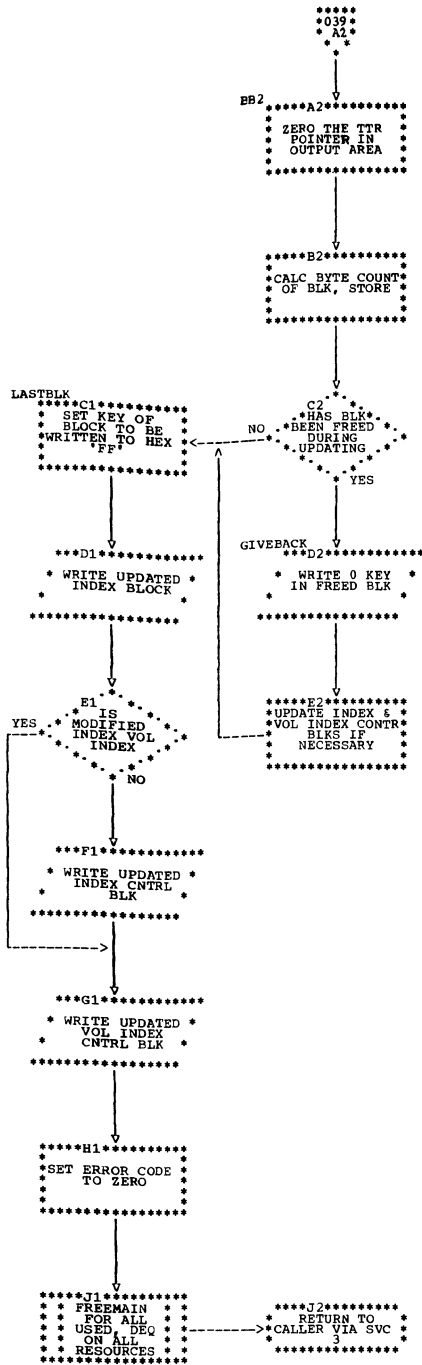 039
A2
BB2
A2
ZERO THE TTR
POINTER IN
OUTPUT AREA
B2
CALC BYTE COUNT
OF BLK, STORE
C2
HAS BLK
BEEN FREED
DURING
UPDATING
NO
YES
LASTBLK
C1
SET KEY OF
BLOCK TO BE
WRITTEN TO HEX
'FF'
GIVEBACK
D2
WRITE 0 KEY
IN FREED BLK
D1
WRITE UPDATED
INDEX BLOCK
E2
UPDATE INDEX &
VOL INDEX CONTR
BLKS IF
NECESSARY
E1
IS
MODIFIED
INDEX VOL
INDEX
YES
NO
F1
WRITE UPDATED
INDEX CNTRL
BLK
G1
WRITE UPDATED
VOL INDEX
CNTRL BLK
H1
SET ERROR CODE
TO ZERO
J1
FREEMAIN
FOR ALL
USED, DEQ
ON ALL
RESOURCES
J2
RETURN TO
CALLER VIA SVC
3